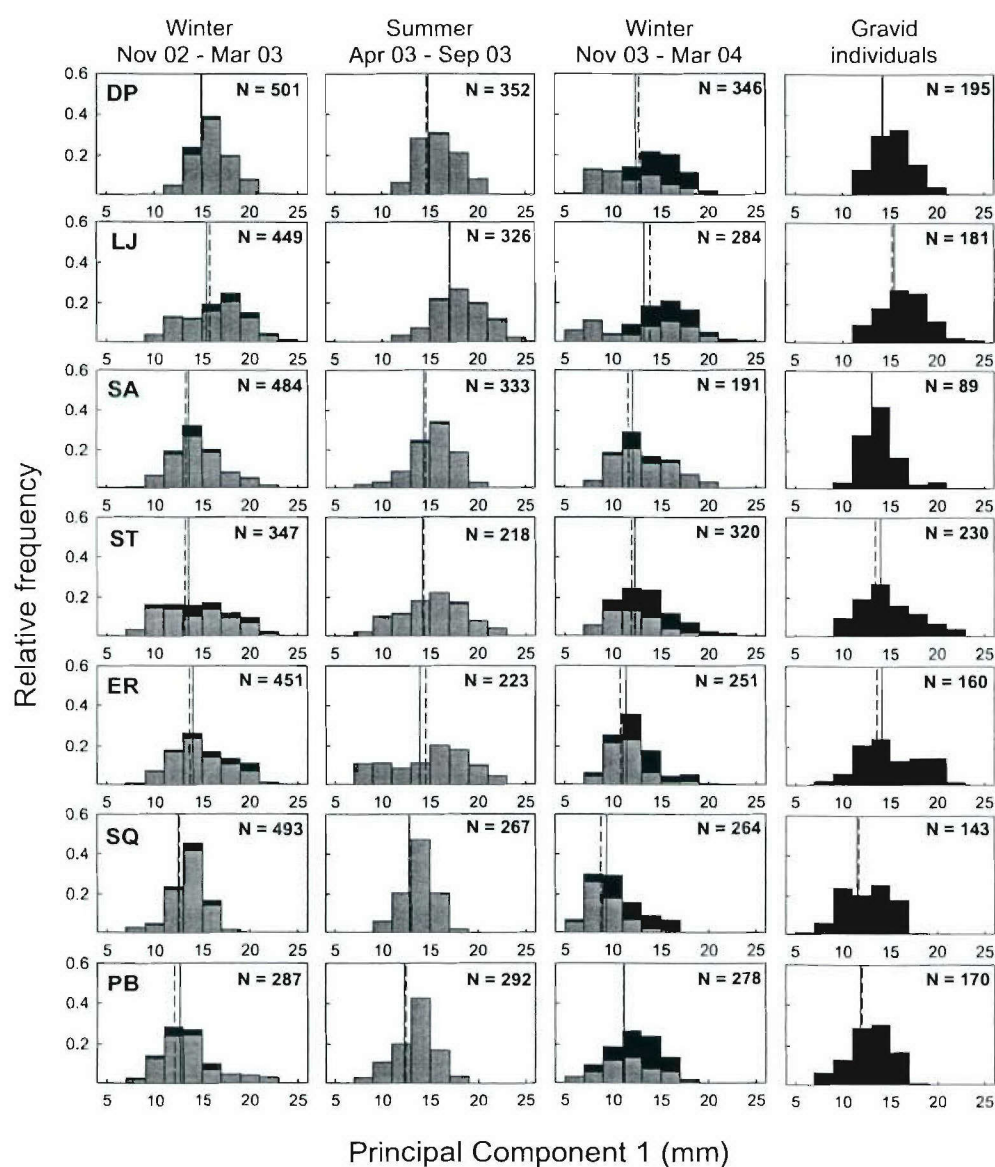 Winter Summer Winter Gravid
Nov 02 - Mar 03 Apr 03 - Sep 03 Nov 03 - Mar 04 individuals
0.6
DP N = 501 N = 352 N = 346 N = 195
0.4
0.2
5 10 15 20 25 5 10 15 20 25 5 10 15 20 25 5 10 15 20 25
0.6
LJ N = 449 N = 326 N = 284 N = 181
0.4
0.2
5 10 15 20 25 5 10 15 20 25 5 10 15 20 25 5 10 15 20 25
0.6
SA N = 484 N = 333 N = 191 N = 89
0.4
0.2
5 10 15 20 25 5 10 15 20 25 5 10 15 20 25 5 10 15 20 25
0.6
ST N = 347 N = 218 N = 320 N = 230
0.4
0.2
5 10 15 20 25 5 10 15 20 25 5 10 15 20 25 5 10 15 20 25
0.6
ER N = 451 N = 223 N = 251 N = 160
0.4
0.2
5 10 15 20 25 5 10 15 20 25 5 10 15 20 25 5 10 15 20 25
0.6
SQ N = 493 N = 267 N = 264 N = 143
0.4
0.2
5 10 15 20 25 5 10 15 20 25 5 10 15 20 25 5 10 15 20 25
0.6
PB N = 287 N = 292 N = 278 N = 170
0.4
0.2
5 10 15 20 25 5 10 15 20 25 5 10 15 20 25 5 10 15 20 25
Relative frequency
Principal Component 1 (mm)